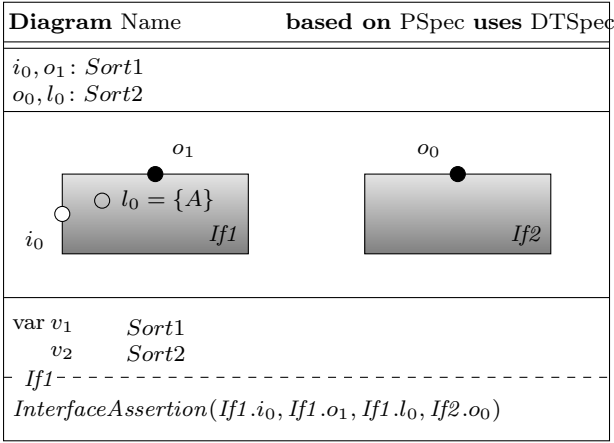 Diagram Name based on PSpec uses DTSpec
i₀, o₁ : Sort1
o₀, l₀ : Sort2
o₁
o₀
l₀ = {A}
i₀
If1
If2
var v₁ Sort1
v₂ Sort2
If1
InterfaceAssertion(If1.i₀, If1.o₁, If1.l₀, If2.o₀)